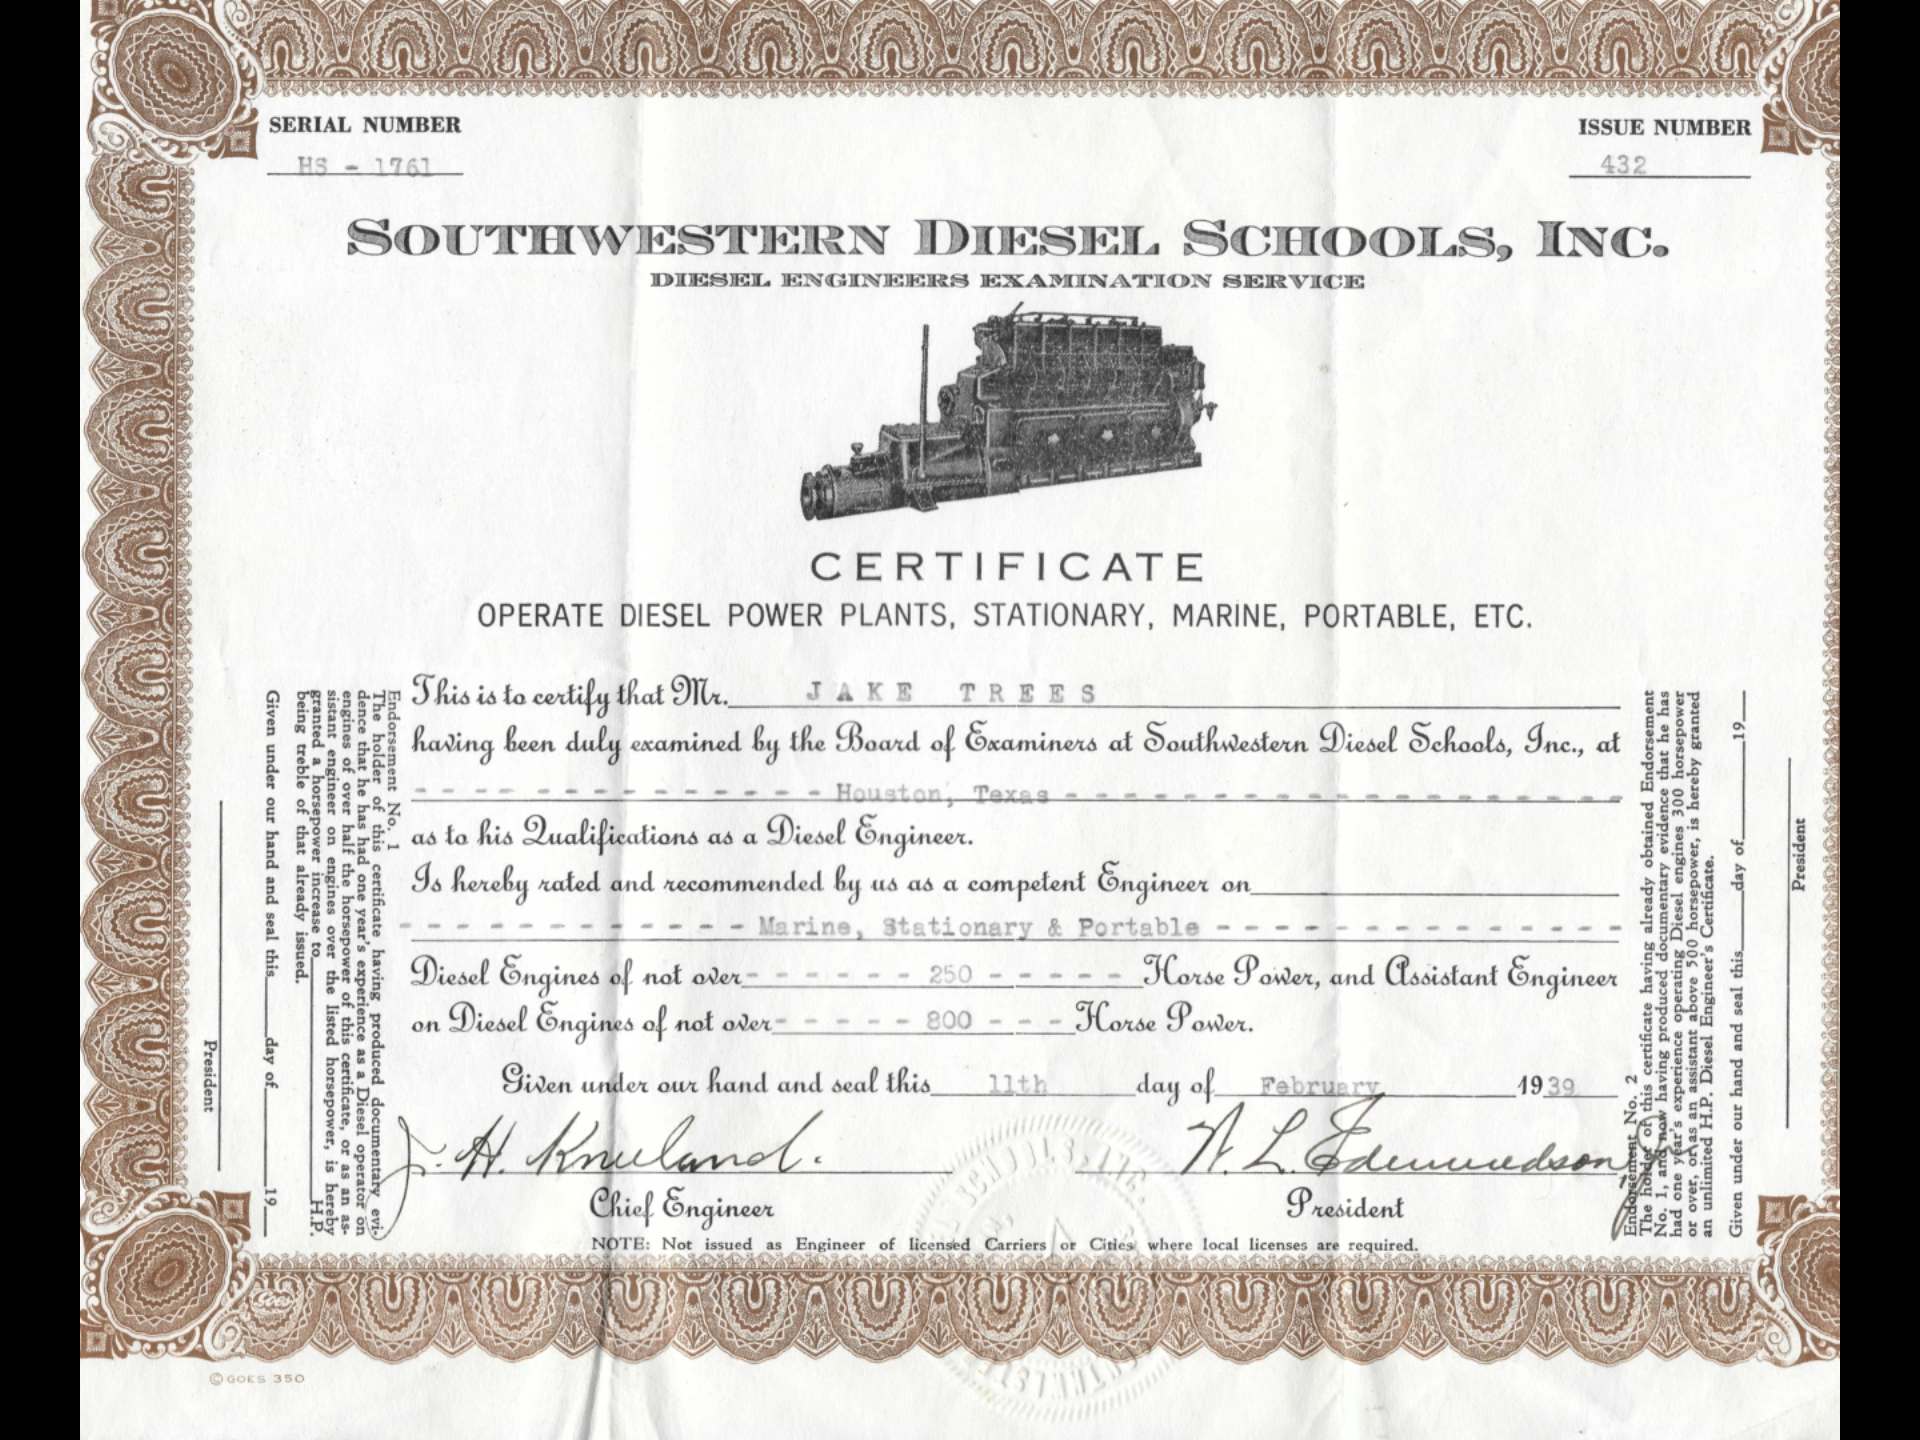 SERIAL NUMBER
HS - 1761
ISSUE NUMBER
432
SOUTHWESTERN DIESEL SCHOOLS, INC.
DIESEL ENGINEERS EXAMINATION SERVICE
CERTIFICATE
OPERATE DIESEL POWER PLANTS, STATIONARY, MARINE, PORTABLE, ETC.
This is to certify that Mr. JAKE TREES
having been duly examined by the Board of Examiners at Southwestern Diesel Schools, Inc., at
Houston, Texas
as to his Qualifications as a Diesel Engineer.
Is hereby rated and recommended by us as a competent Engineer on
Marine, Stationary & Portable
Diesel Engines of not over 250 Horse Power, and Assistant Engineer
on Diesel Engines of not over 800 Horse Power.
Given under our hand and seal this 11th day of February 1939
J. H. Kneeland.
N. L. Edmundson
Chief Engineer
President
NOTE: Not issued as Engineer of licensed Carriers or Cities where local licenses are required.
Endorsement No. 1
The holder of this certificate having produced documentary evi-
dence that he has had one year's experience as a Diesel operator on
engines of over half the horsepower of this certificate, or as an as-
sistant engineer on engines over the listed horsepower, is hereby
granted a horsepower increase to H.P.
being treble of that already issued.
Given under our hand and seal this day of 19
President
Endorsement No. 2
The holder of this certificate having already obtained Endorsement
No. 1, and now having produced documentary evidence that he has
had one year's experience operating Diesel engines 300 horsepower
or over, or as an assistant above 500 horsepower, is hereby granted
an unlimited H.P. Diesel Engineer's Certificate.
Given under our hand and seal this day of 19
President
Goes
© GOES 350